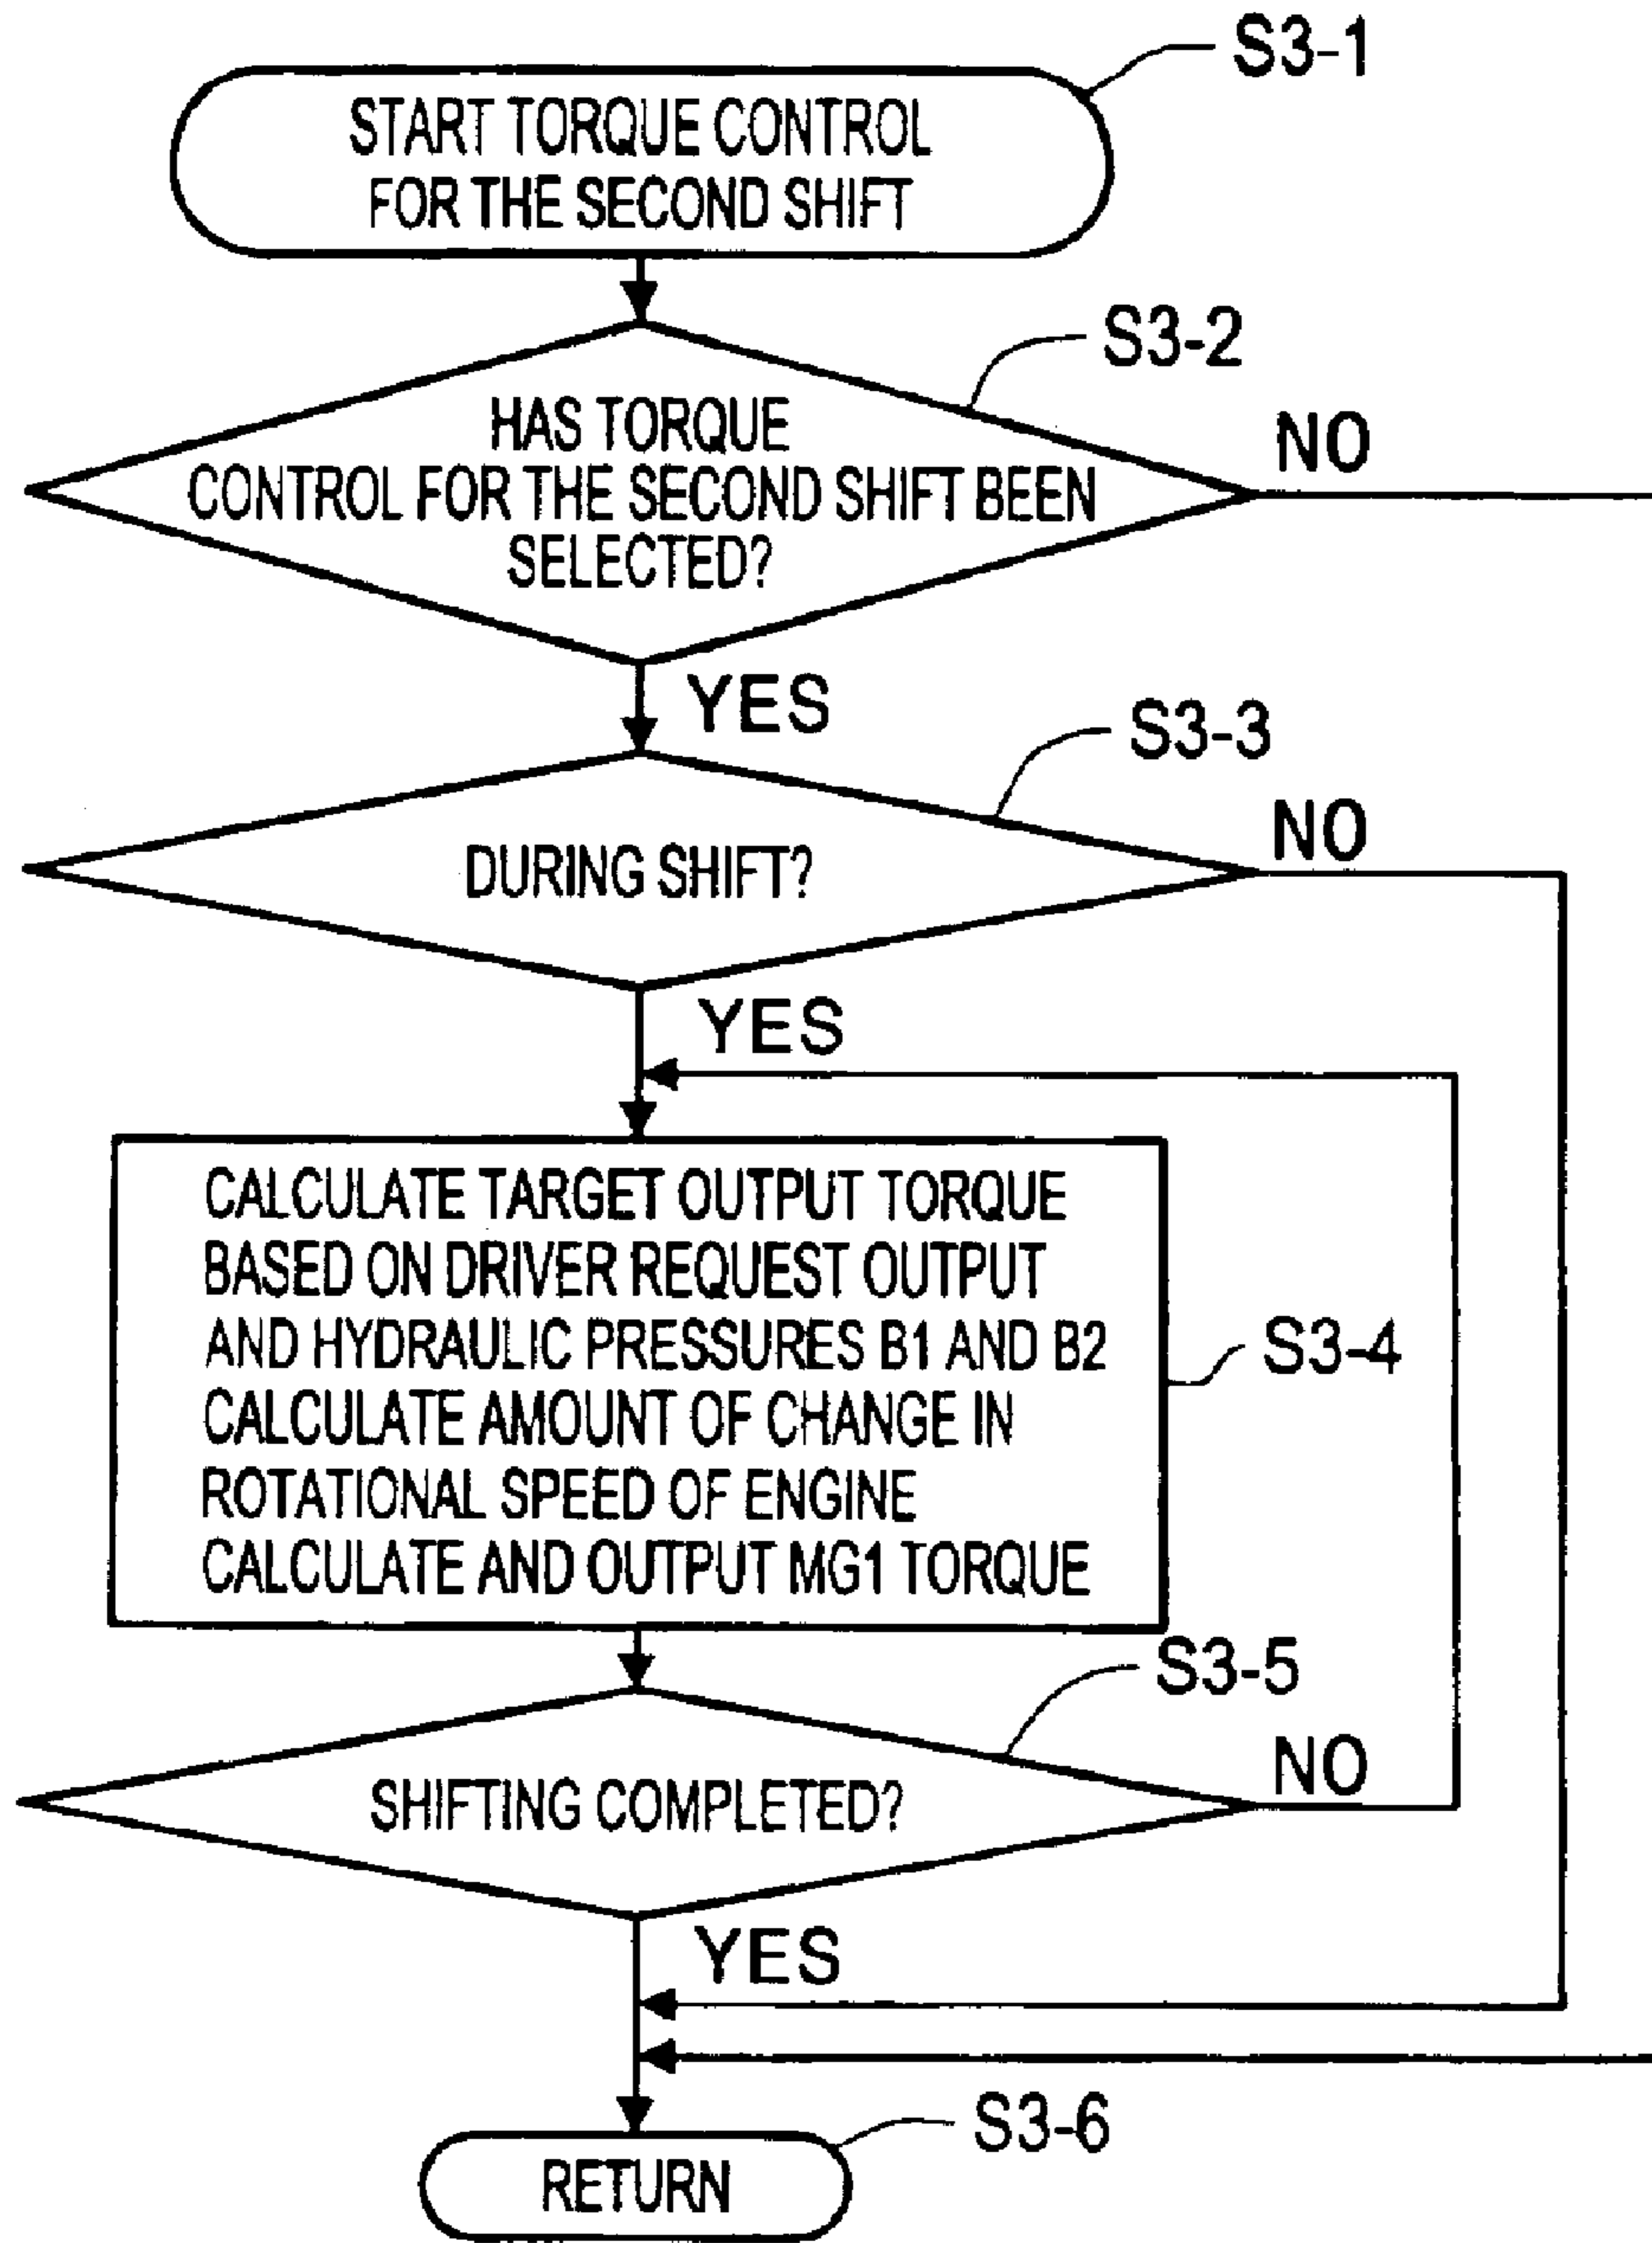 S3-1
START TORQUE CONTROL
FOR THE SECOND SHIFT
S3-2
HAS TORQUE
CONTROL FOR THE SECOND SHIFT BEEN
SELECTED?
NO
YES
S3-3
DURING SHIFT?
NO
YES
CALCULATE TARGET OUTPUT TORQUE
BASED ON DRIVER REQUEST OUTPUT
AND HYDRAULIC PRESSURES B1 AND B2
CALCULATE AMOUNT OF CHANGE IN
ROTATIONAL SPEED OF ENGINE
CALCULATE AND OUTPUT MG1 TORQUE
S3-4
S3-5
SHIFTING COMPLETED?
NO
YES
S3-6
RETURN